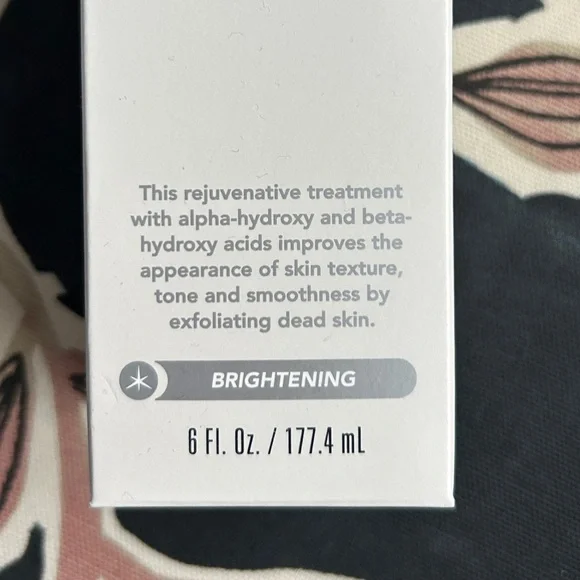 This rejuvenative treatment
with alpha-hydroxy and beta-
hydroxy acids improves the
appearance of skin texture,
tone and smoothness by
exfoliating dead skin.
BRIGHTENING
6 Fl. Oz. / 177.4 mL